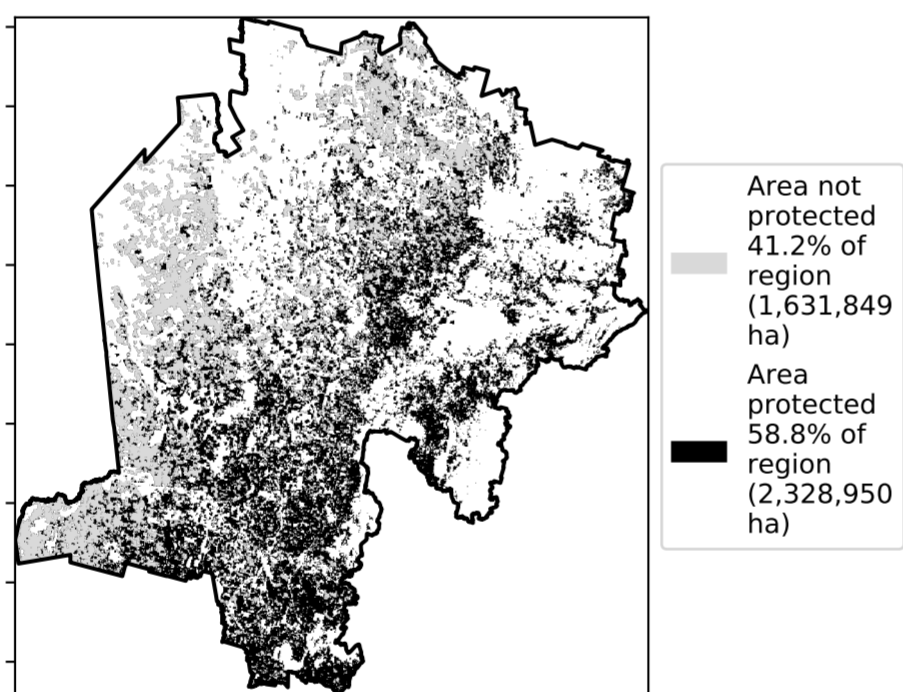 Area not
protected
41.2% of
region
(1,631,849
ha)
Area
protected
58.8% of
region
(2,328,950
ha)